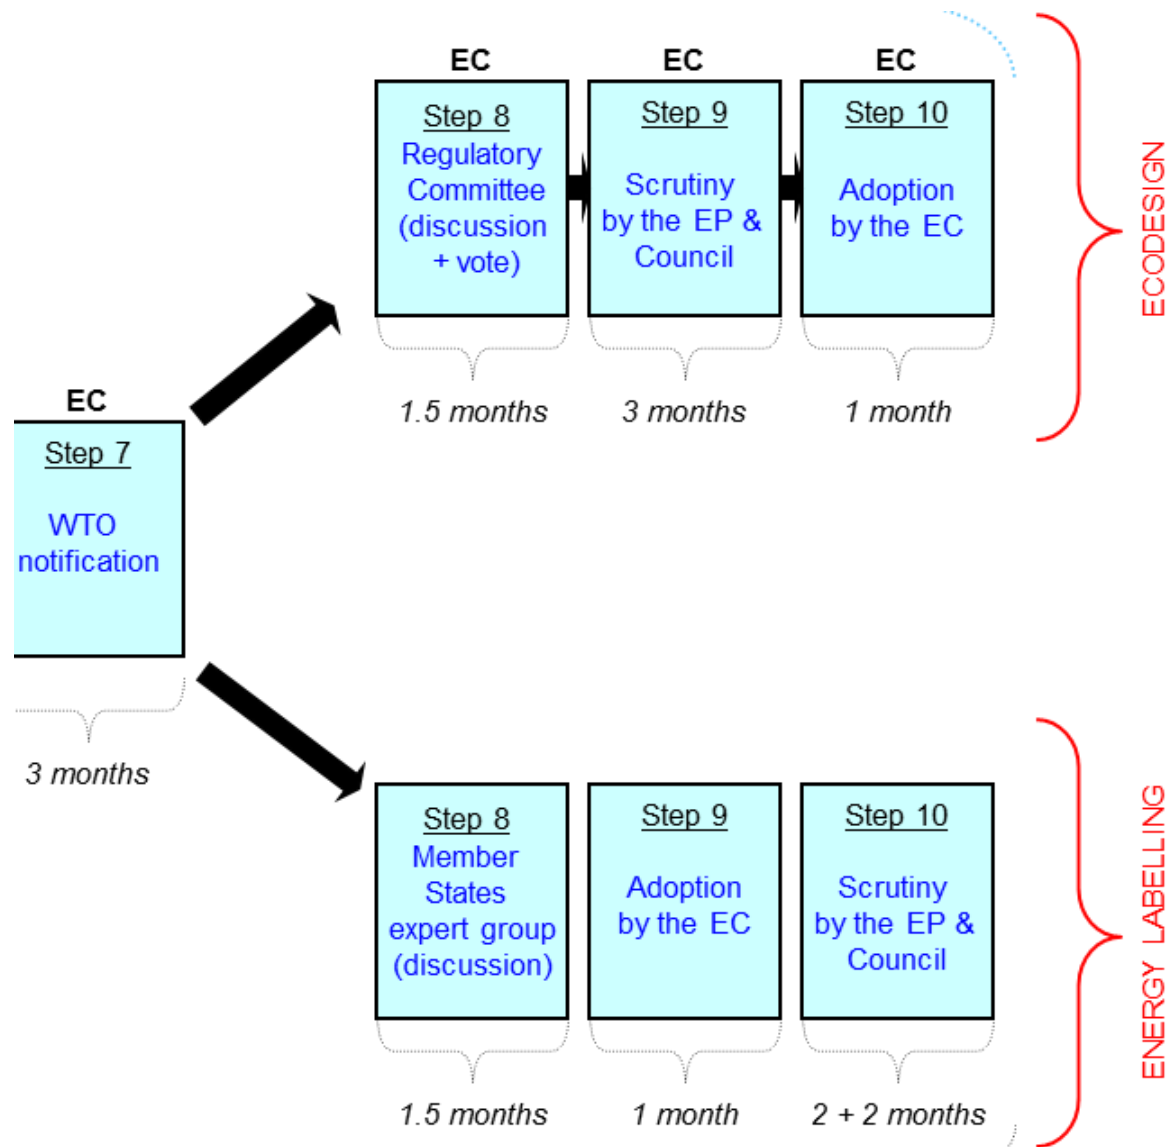 EC
Step 7
WTO
notification
3 months
EC
Step 8
Regulatory
Committee
(discussion
+ vote)
1.5 months
EC
Step 9
Scrutiny
by the EP &
Council
3 months
EC
Step 10
Adoption
by the EC
1 month
ECODESIGN
Step 8
Member
States
expert group
(discussion)
1.5 months
Step 9
Adoption
by the EC
1 month
Step 10
Scrutiny
by the EP &
Council
2 + 2 months
ENERGY LABELLING